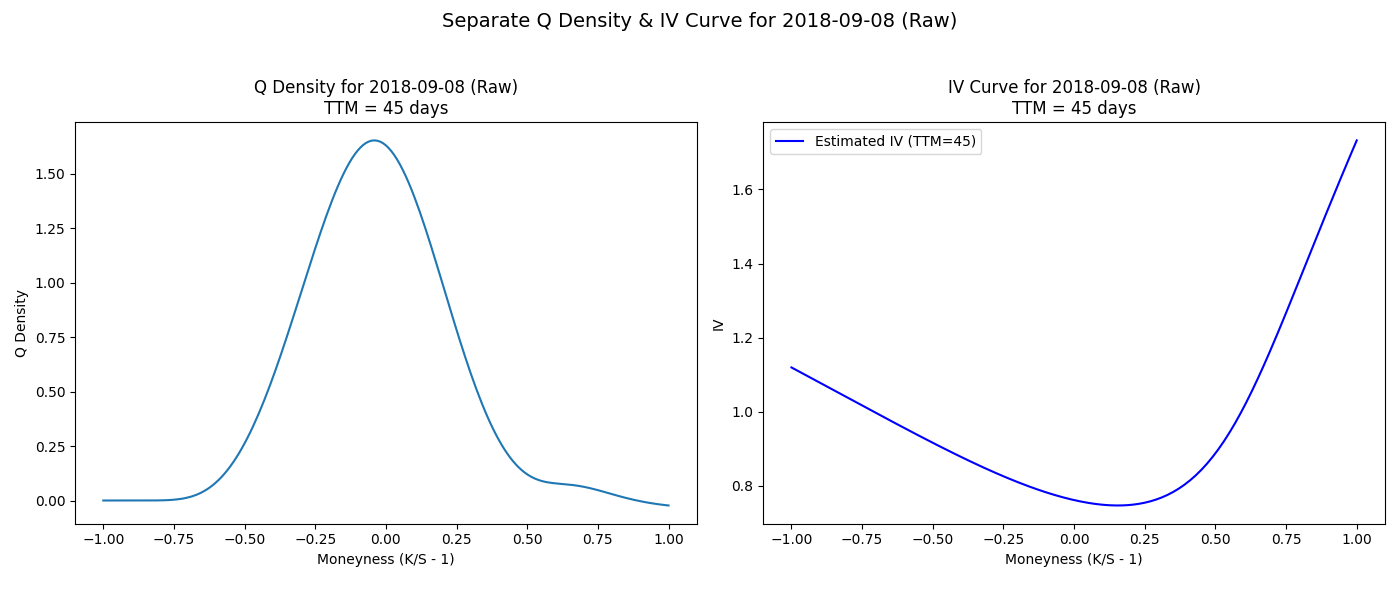 Separate Q Density & IV Curve for 2018-09-08 (Raw)
Q Density for 2018-09-08 (Raw)
TTM = 45 days
Q Density
1.50
1.25
1.00
0.75
0.50
0.25
0.00
−1.00 −0.75 −0.50 −0.25 0.00 0.25 0.50 0.75 1.00
Moneyness (K/S - 1)
IV Curve for 2018-09-08 (Raw)
TTM = 45 days
Estimated IV (TTM=45)
IV
1.6
1.4
1.2
1.0
0.8
−1.00 −0.75 −0.50 −0.25 0.00 0.25 0.50 0.75 1.00
Moneyness (K/S - 1)